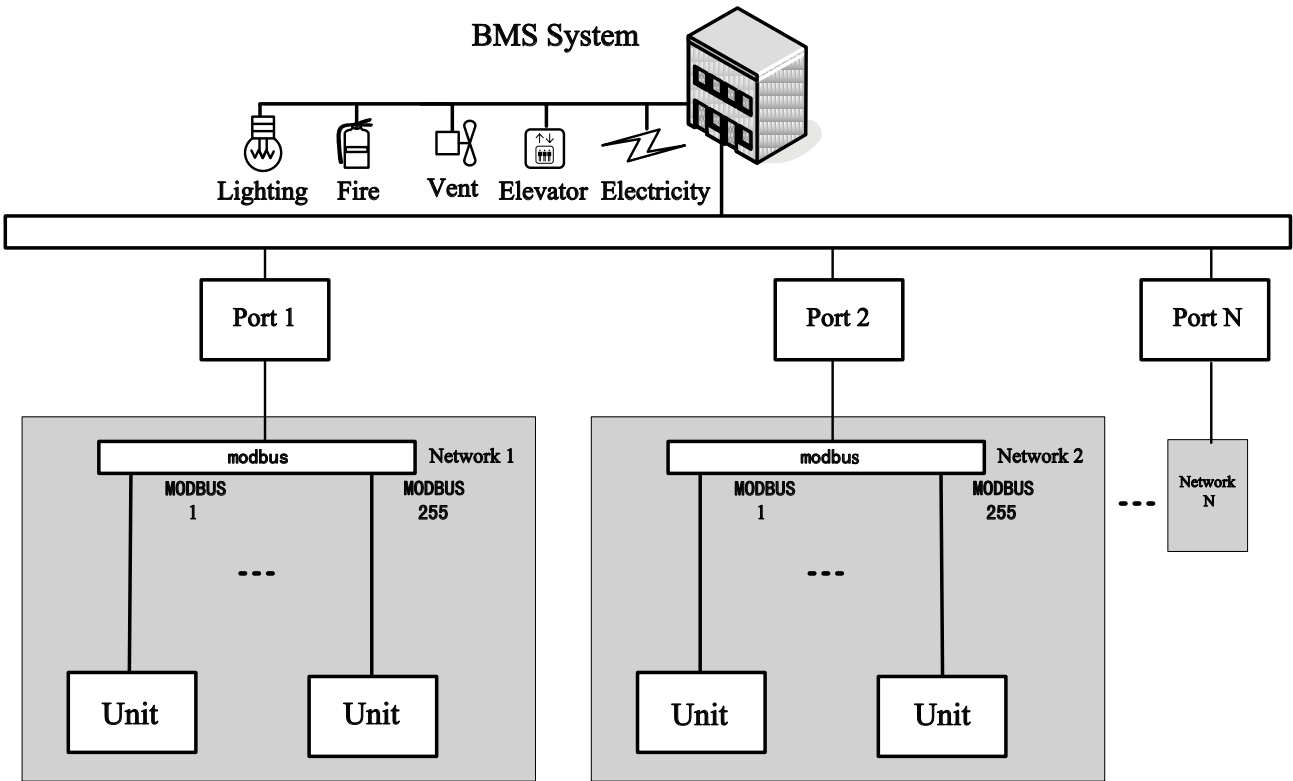 BMS System
Lighting Fire Vent Elevator Electricity
Port 1 Port 2 Port N
modbus Network 1 modbus Network 2
MODBUS MODBUS MODBUS MODBUS Network
1 255 1 255 N
--- --- ---
Unit Unit Unit Unit